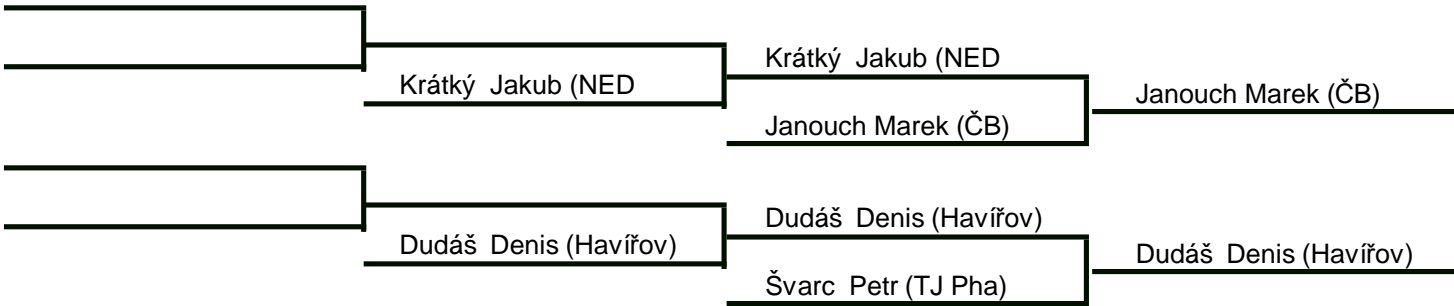 Krátký  Jakub (NED
Krátký  Jakub (NED
Janouch Marek (ČB)
Janouch Marek (ČB)
Dudáš  Denis (Havířov)
Dudáš  Denis (Havířov)
Švarc  Petr (TJ Pha)
Dudáš  Denis (Havířov)